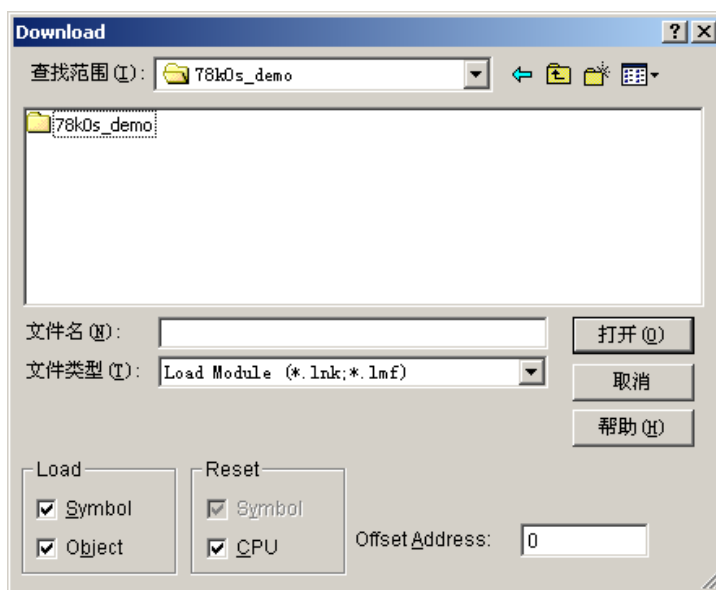 Download
查找范围(I): 78k0s_demo
78k0s_demo
文件名(N): 打开(O)
文件类型(T): Load Module (*.lnk;*.lmf) 取消
帮助(H)
Load Reset
Symbol Symbol
Object CPU Offset Address: 0